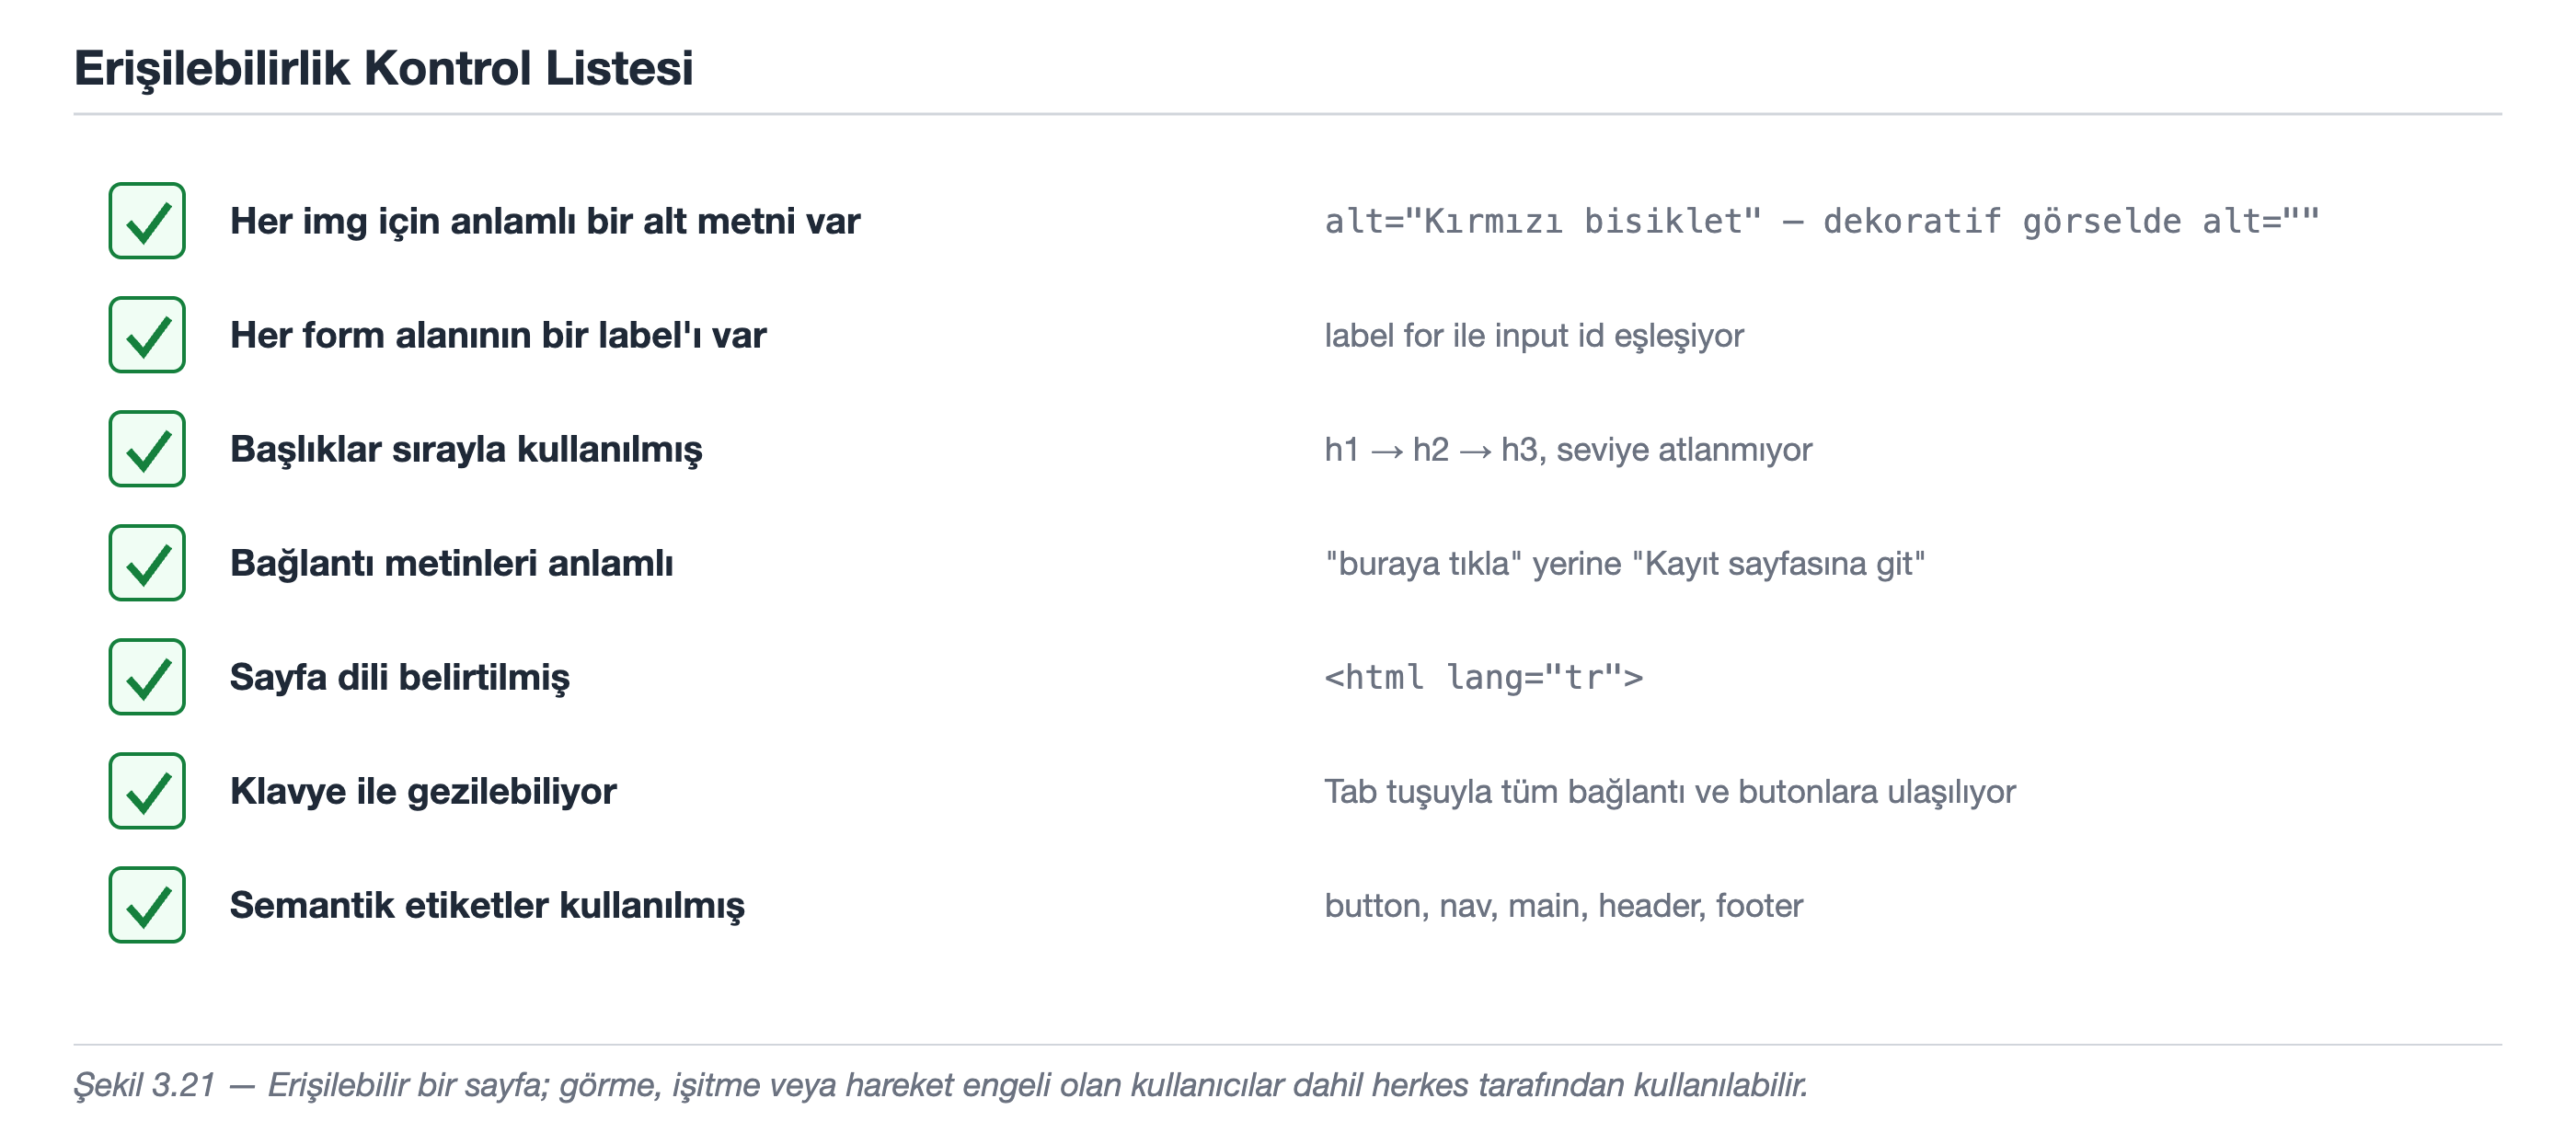 Erişilebilirlik Kontrol Listesi
Her img için anlamlı bir alt metni var
alt="Kırmızı bisiklet" — dekoratif görselde alt=""
Her form alanının bir label'ı var
label for ile input id eşleşiyor
Başlıklar sırayla kullanılmış
h1 → h2 → h3, seviye atlanmıyor
Bağlantı metinleri anlamlı
"buraya tıkla" yerine "Kayıt sayfasına git"
Sayfa dili belirtilmiş
<html lang="tr">
Klavye ile gezilebiliyor
Tab tuşuyla tüm bağlantı ve butonlara ulaşılıyor
Semantik etiketler kullanılmış
button, nav, main, header, footer
Şekil 3.21 — Erişilebilir bir sayfa; görme, işitme veya hareket engeli olan kullanıcılar dahil herkes tarafından kullanılabilir.